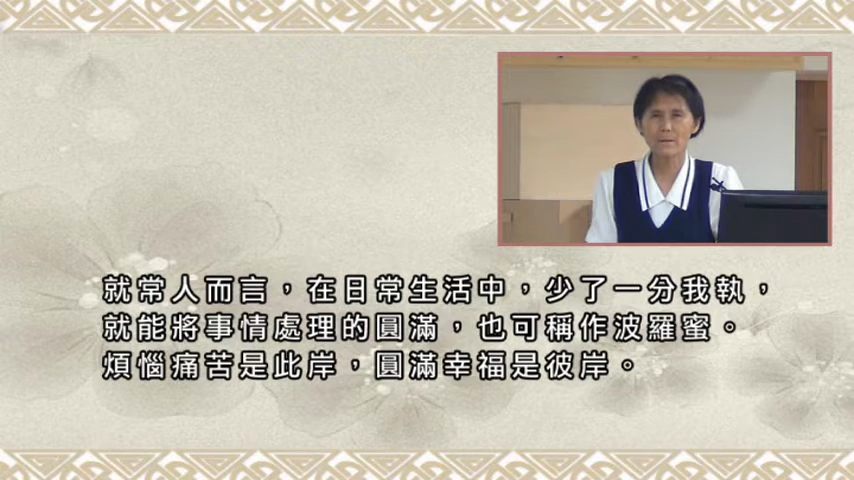 就常人而言，在日常生活中，少了一分我執，
就能將事情處理的圓滿，也可稱作波羅蜜。
煩惱痛苦是此岸，圓滿幸福是彼岸。